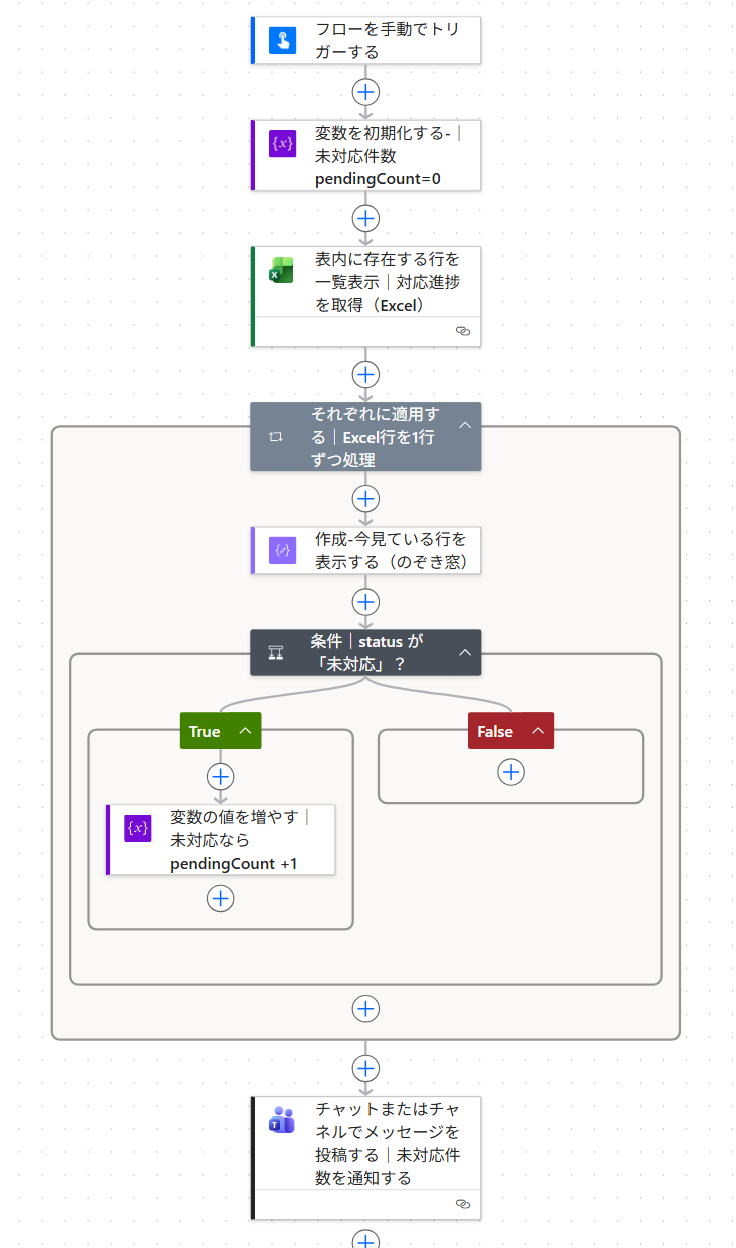 フローを手動でトリ
ガーする
変数を初期化する-｜
未対応件数
pendingCount=0
表内に存在する行を
一覧表示｜対応進捗
を取得（Excel）
それぞれに適用す
る｜Excel行を1行
ずつ処理
作成-今見ている行を
表示する（のぞき窓）
条件｜status が
「未対応」？
True
False
変数の値を増やす｜
未対応なら
pendingCount +1
チャットまたはチャ
ネルでメッセージを
投稿する｜未対応件
数を通知する